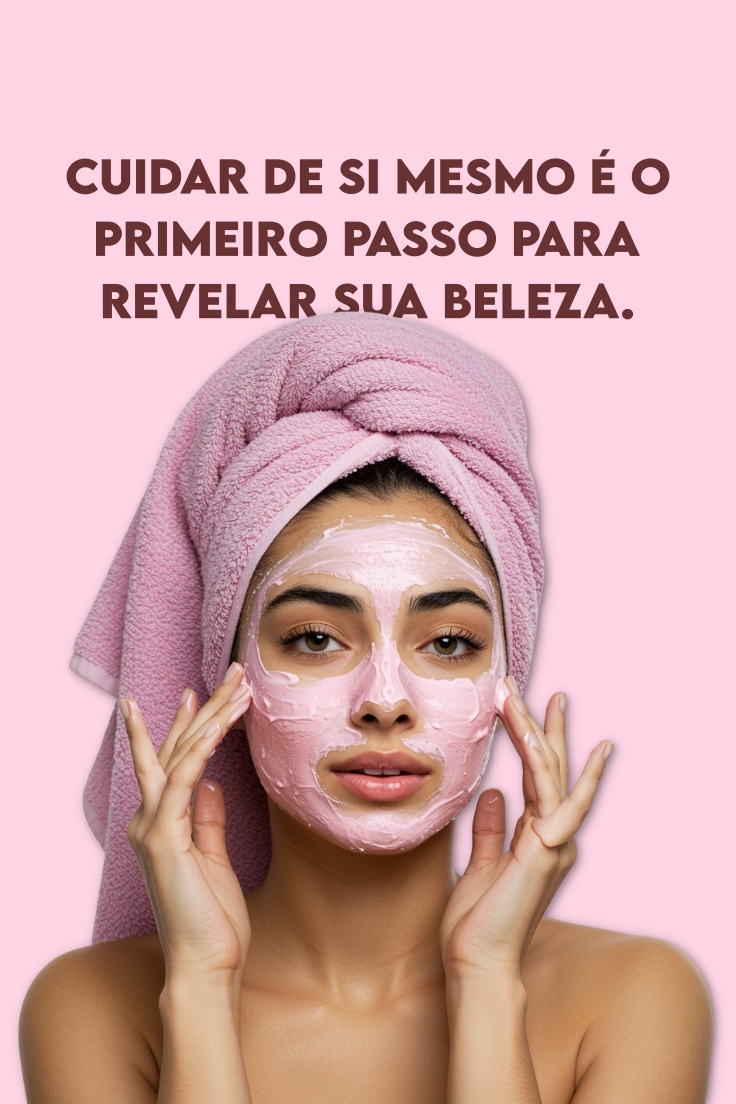 CUIDAR DE SI MESMO É O
PRIMEIRO PASSO PARA
REVELAR SUA BELEZA.